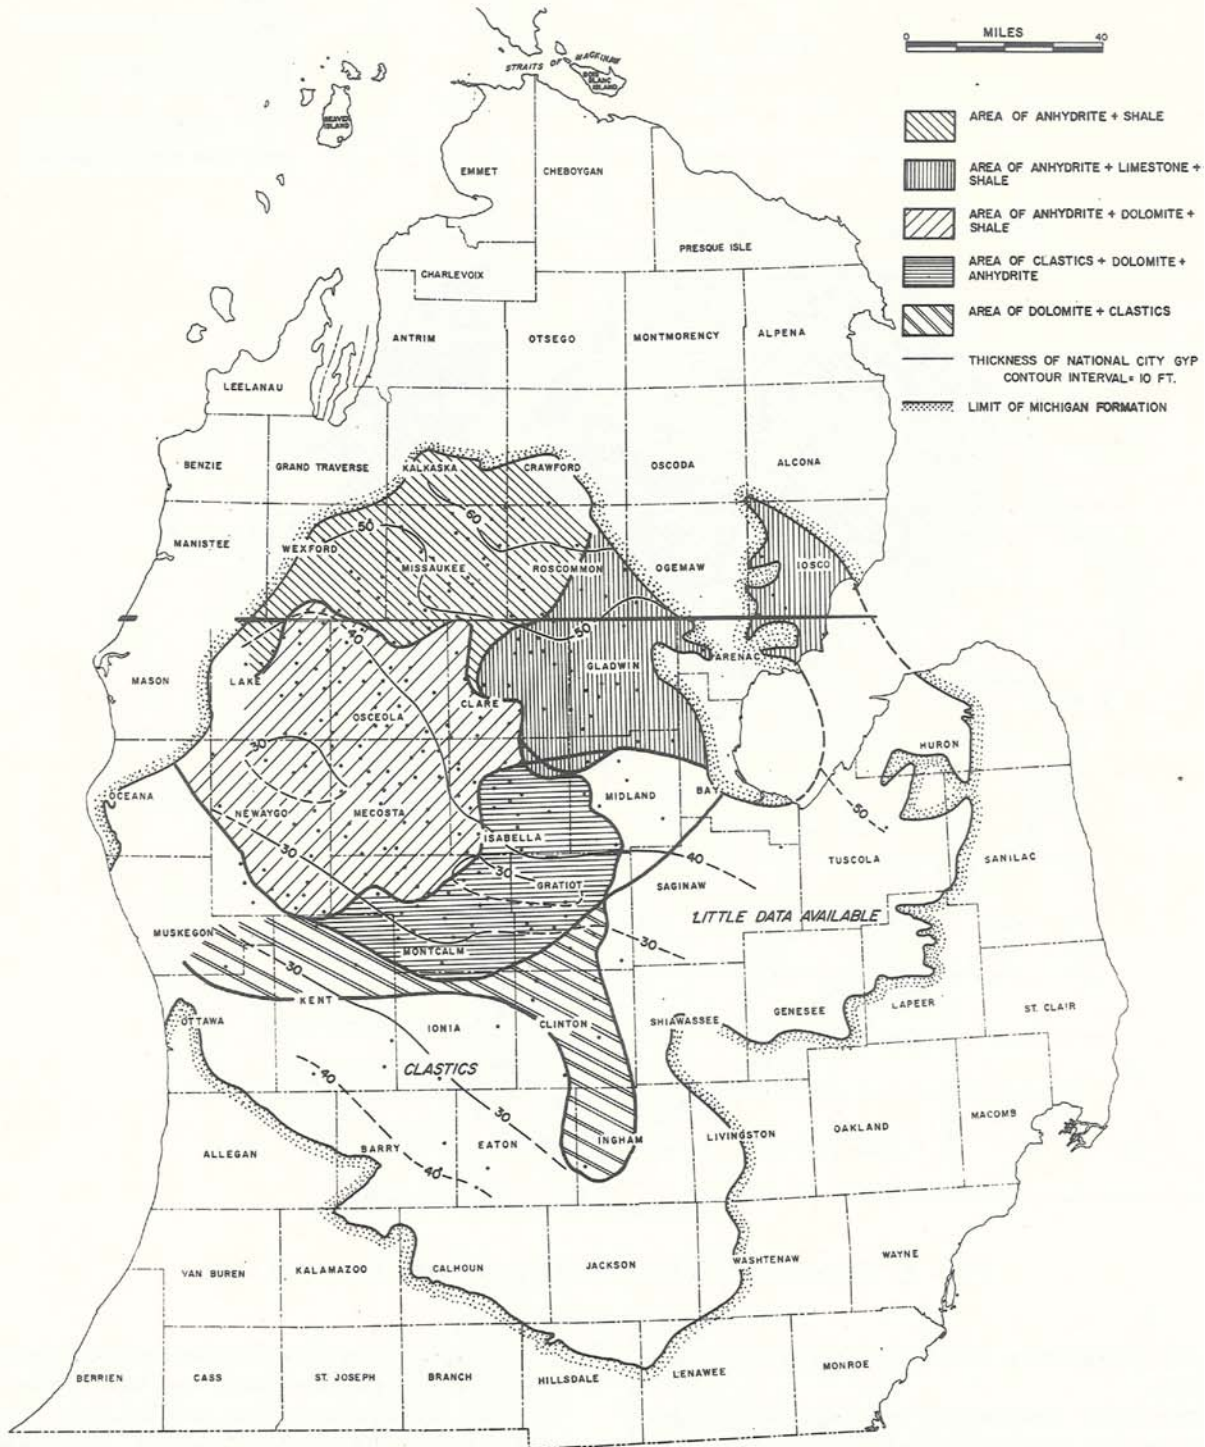 MILES
0 40
STRAITS OF MACKINAW
BOIS
BLANC
ISLAND
BEAVER
ISLAND
AREA OF ANHYDRITE + SHALE
AREA OF ANHYDRITE + LIMESTONE +
SHALE
AREA OF ANHYDRITE + DOLOMITE +
SHALE
AREA OF CLASTICS + DOLOMITE +
ANHYDRITE
AREA OF DOLOMITE + CLASTICS
THICKNESS OF NATIONAL CITY GYP
CONTOUR INTERVAL = 10 FT.
LIMIT OF MICHIGAN FORMATION
EMMET
CHEBOYGAN
PRESQUE ISLE
CHARLEVOIX
ANTRIM
OTSEGO
MONTMORENCY
ALPENA
LEELANAU
BENZIE
GRAND TRAVERSE
KALKASKA
CRAWFORD
OSCODA
ALCONA
60
50
MANISTEE
WEXFORD
MISSAUKEE
ROSCOMMON
OGEMAW
IOSCO
40
50
MASON
LAKE
OSCEOLA
CLARE
GLADWIN
ARENAC
30
HURON
OCEANA
NEWAYGO
MECOSTA
ISABELLA
MIDLAND
BAY
50
30
30
GRATIOT
40
SAGINAW
TUSCOLA
SANILAC
LITTLE DATA AVAILABLE
MUSKEGON
MONTCALM
30
30
KENT
OTTAWA
IONIA
CLINTON
SHIAWASSEE
GENESEE
LAPEER
ST. CLAIR
CLASTICS
40
30
ALLEGAN
BARRY
EATON
INGHAM
LIVINGSTON
OAKLAND
MACOMB
40
VAN BUREN
KALAMAZOO
CALHOUN
JACKSON
WASHTENAW
WAYNE
BERRIEN
CASS
ST. JOSEPH
BRANCH
HILLSDALE
LENAWEE
MONROE